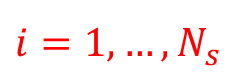 i = 1, ..., N_s